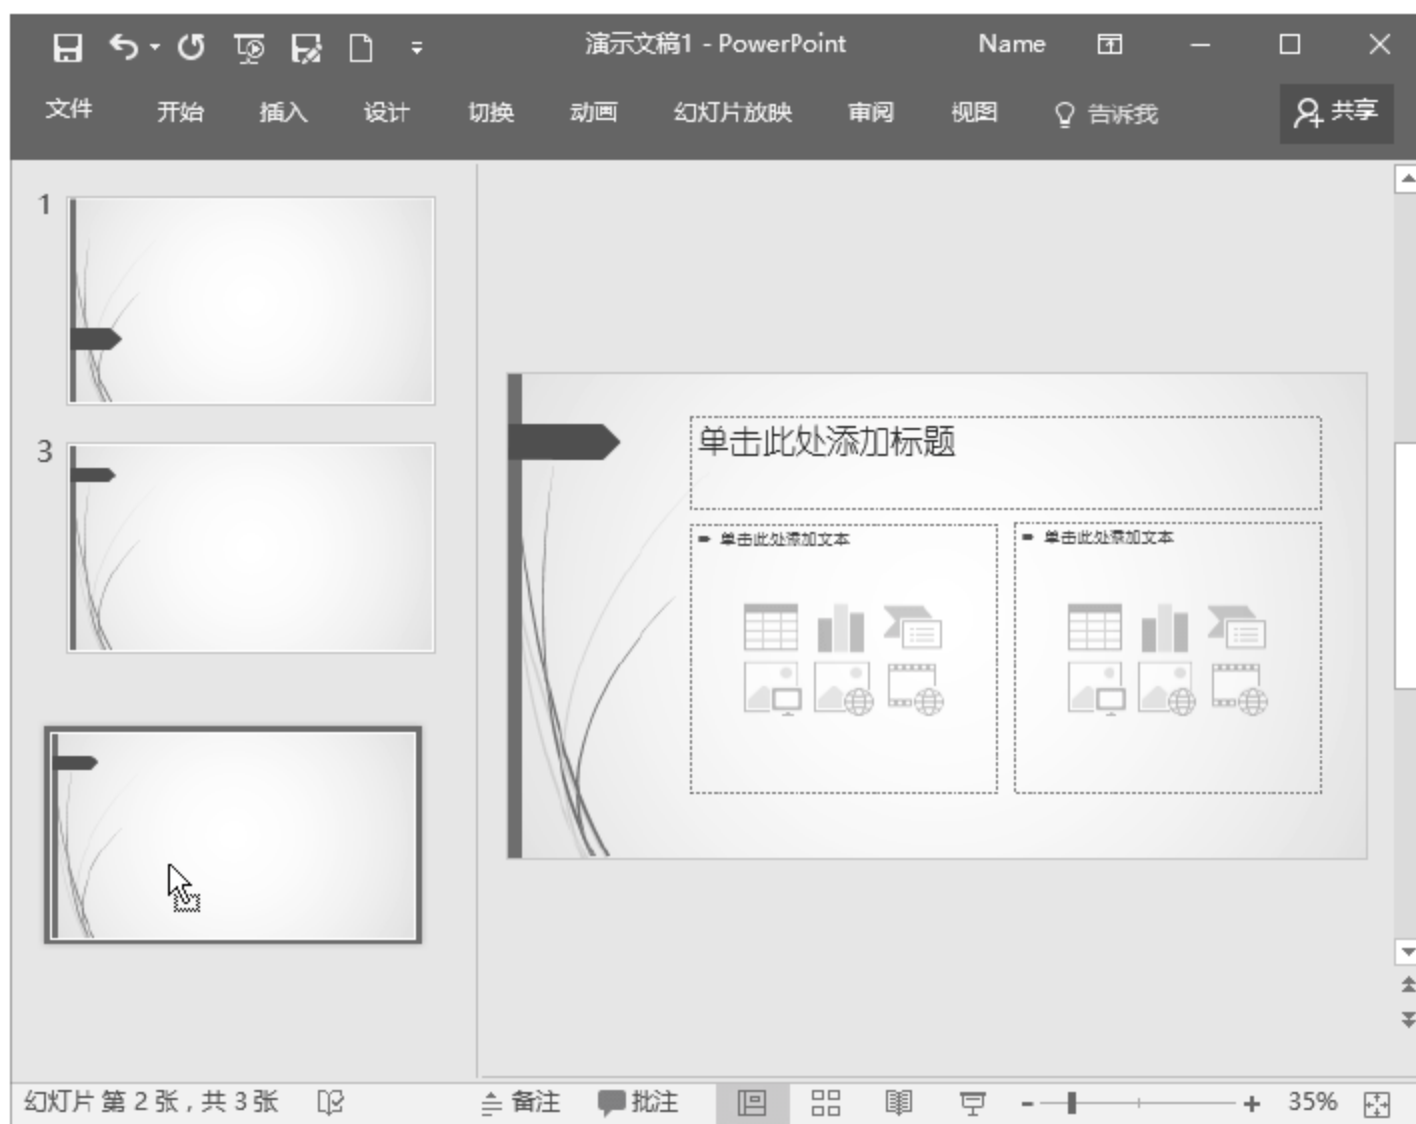 演示文稿1 - PowerPoint Name
文件 开始 插入 设计 切换 动画 幻灯片放映 审阅 视图 告诉我 共享
1
3
单击此处添加标题
单击此处添加文本 单击此处添加文本
幻灯片 第 2 张，共 3 张 备注 批注 35%